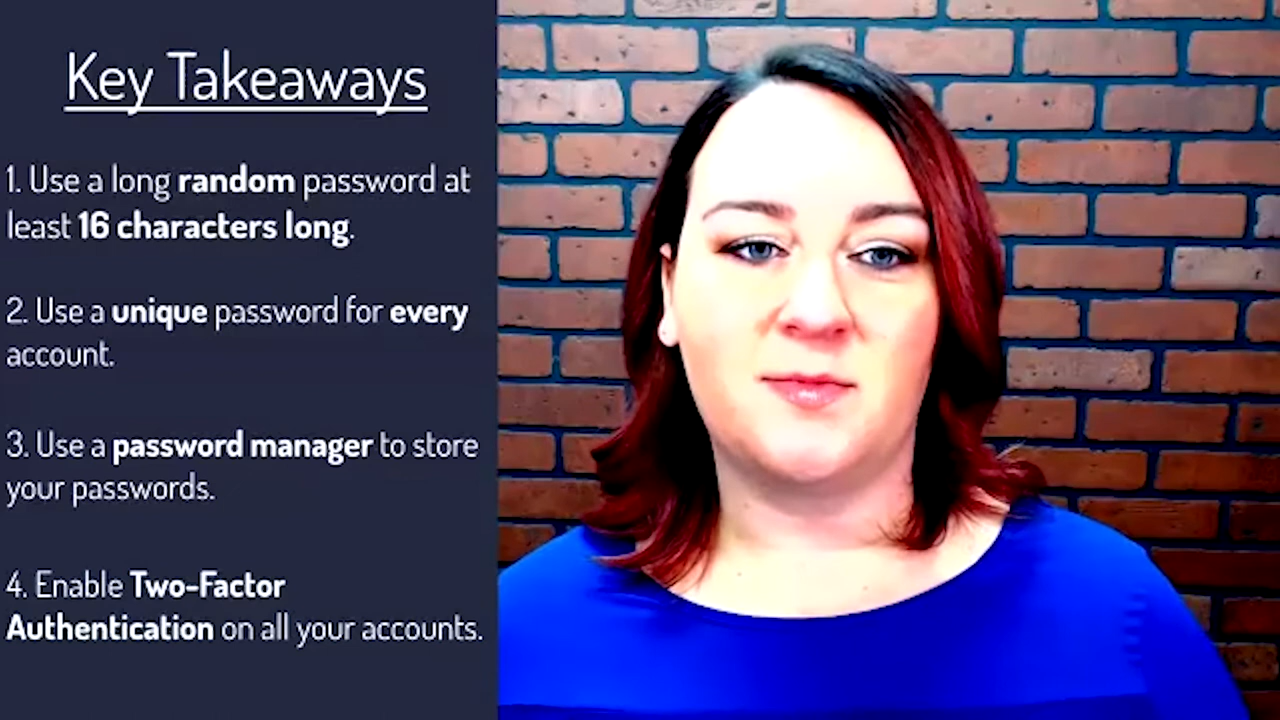 Key Takeaways
1. Use a long random password at
least 16 characters long.
2. Use a unique password for every
account.
3. Use a password manager to store
your passwords.
4. Enable Two-Factor
Authentication on all your accounts.